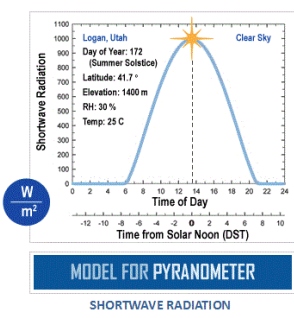 Shortwave Radiation
1100
1000
900
800
700
600
500
400
300
200
100
0
Logan, Utah
Day of Year: 172
(Summer Solstice)
Latitude: 41.7 °
Elevation: 1400 m
RH: 30 %
Temp: 25 C
Clear Sky
0 2 4 6 8 10 12 14 16 18 20 22 24
Time of Day
-12 -10 -8 -6 -4 -2 0 2 4 6 8 10
Time from Solar Noon (DST)
W
m²
MODEL FOR PYRANOMETER
SHORTWAVE RADIATION